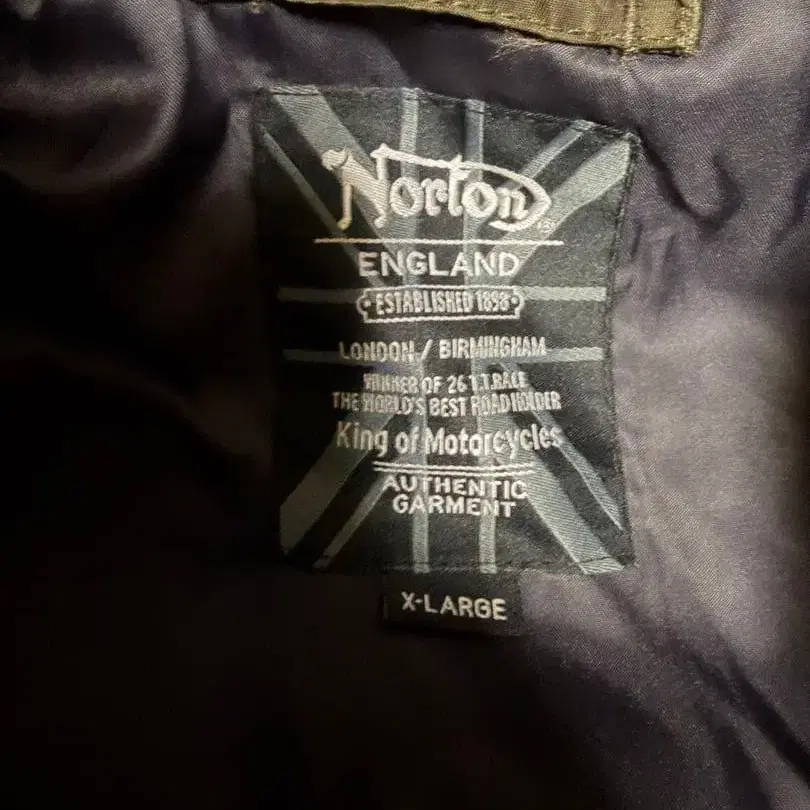 Norton
ENGLAND
ESTABLISHED 1898
LONDON / BIRMINGHAM
WINNER OF 26 T.T.RACE
THE WORLD'S BEST ROADHOLDER
King of Motorcycles
AUTHENTIC
GARMENT
X-LARGE